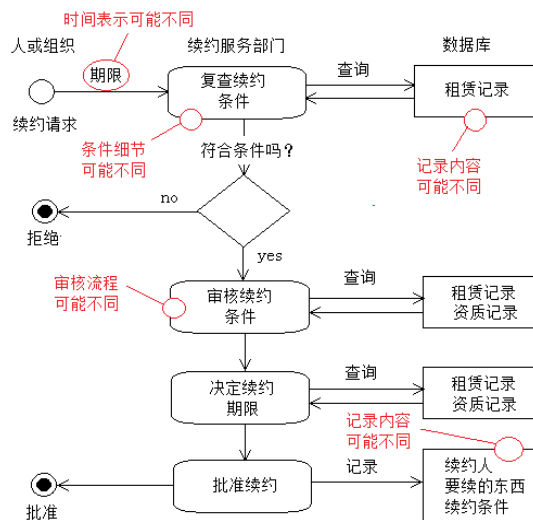 时间表示可能不同
人或组织
续约服务部门
数据库
期限
复查续约
条件
查询
租赁记录
续约请求
条件细节
可能不同
符合条件吗？
记录内容
可能不同
no
拒绝
yes
审核流程
可能不同
审核续约
条件
查询
租赁记录
资质记录
决定续约
期限
查询
租赁记录
资质记录
记录内容
可能不同
批准续约
记录
续约人
要续的东西
续约条件
批准